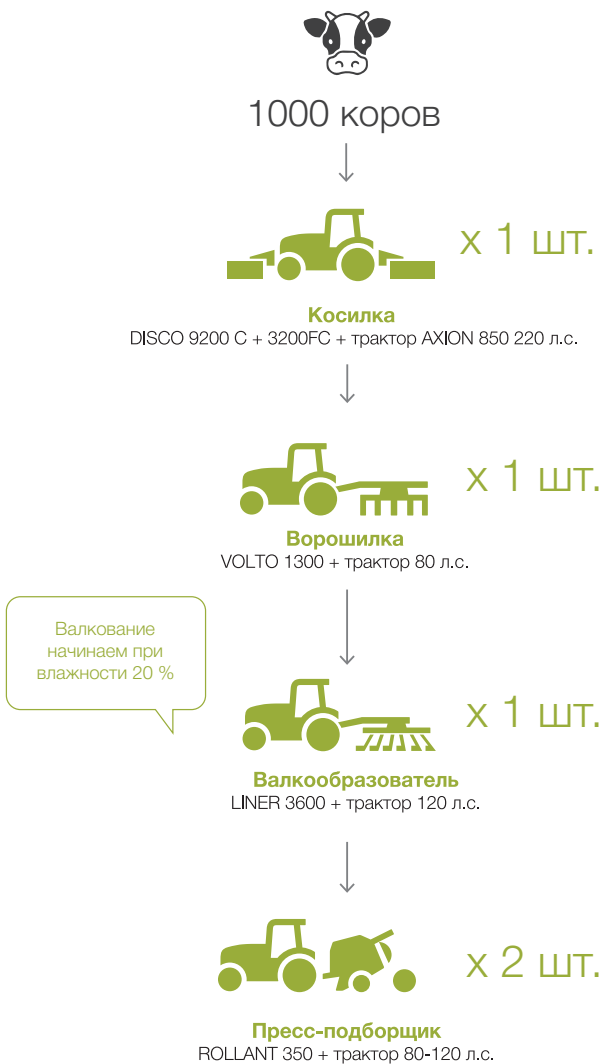 1000 коров
x 1 шт.
Косилка
DISCO 9200 C + 3200FC + трактор AXION 850 220 л.с.
x 1 шт.
Ворошилка
VOLTO 1300 + трактор 80 л.с.
Валкование
начинаем при
влажности 20 %
x 1 шт.
Валкообразователь
LINER 3600 + трактор 120 л.с.
x 2 шт.
Пресс-подборщик
ROLLANT 350 + трактор 80-120 л.с.